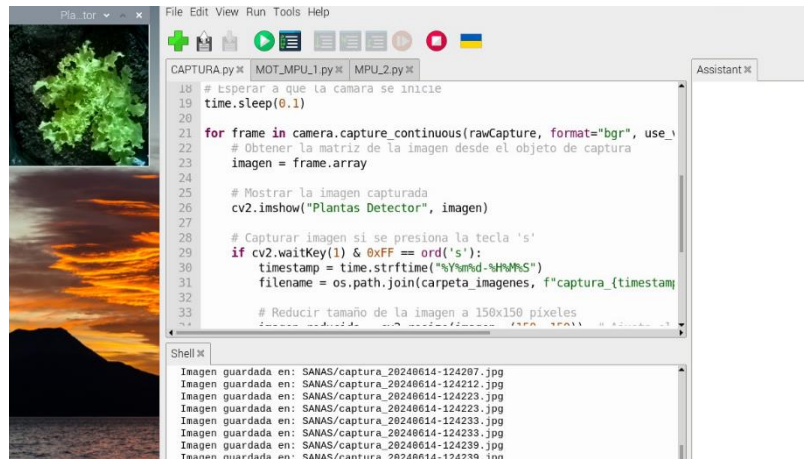 Pla...tor
File Edit View Run Tools Help
CAPTURA.py MOT_MPU_1.py MPU_2.py
Assistant
18 # Esperar a que la camara se inicie
19 time.sleep(0.1)
20
21 for frame in camera.capture_continuous(rawCapture, format="bgr", use_
22 # Obtener la matriz de la imagen desde el objeto de captura
23 imagen = frame.array
24
25 # Mostrar la imagen capturada
26 cv2.imshow("Plantas Detector", imagen)
27
28 # Capturar imagen si se presiona la tecla 's'
29 if cv2.waitKey(1) & 0xFF == ord('s'):
30 timestamp = time.strftime("%Y%m%d-%H%M%S")
31 filename = os.path.join(carpeta_imagenes, f"captura_{timestam
32
33 # Reducir tamaño de la imagen a 150x150 píxeles
Shell
Imagen guardada en: SANAS/captura_20240614-124207.jpg
Imagen guardada en: SANAS/captura_20240614-124212.jpg
Imagen guardada en: SANAS/captura_20240614-124223.jpg
Imagen guardada en: SANAS/captura_20240614-124223.jpg
Imagen guardada en: SANAS/captura_20240614-124233.jpg
Imagen guardada en: SANAS/captura_20240614-124233.jpg
Imagen guardada en: SANAS/captura_20240614-124239.jpg
Imagen guardada en: SANAS/captura_20240614-124239.jpg